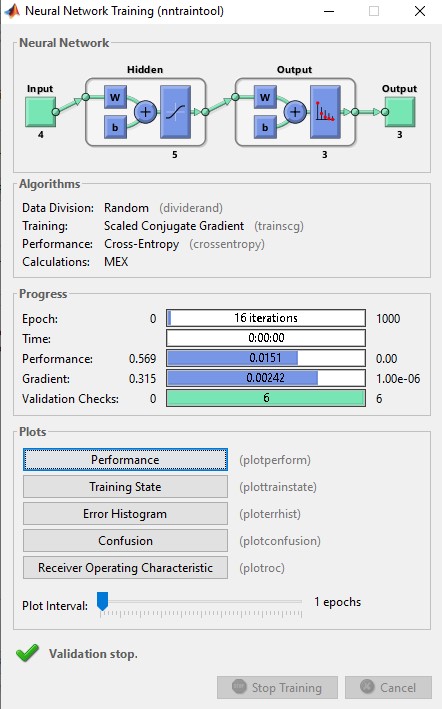 Neural Network Training (nntraintool)
Neural Network
Hidden Output
Input Output
W W
b b
4 5 3 3
Algorithms
Data Division: Random (dividerand)
Training: Scaled Conjugate Gradient (trainscg)
Performance: Cross-Entropy (crossentropy)
Calculations: MEX
Progress
Epoch: 0 16 iterations 1000
Time: 0:00:00
Performance: 0.569 0.0151 0.00
Gradient: 0.315 0.00242 1.00e-06
Validation Checks: 0 6 6
Plots
Performance (plotperform)
Training State (plottrainstate)
Error Histogram (ploterrhist)
Confusion (plotconfusion)
Receiver Operating Characteristic (plotroc)
Plot Interval: 1 epochs
Validation stop.
Stop Training Cancel